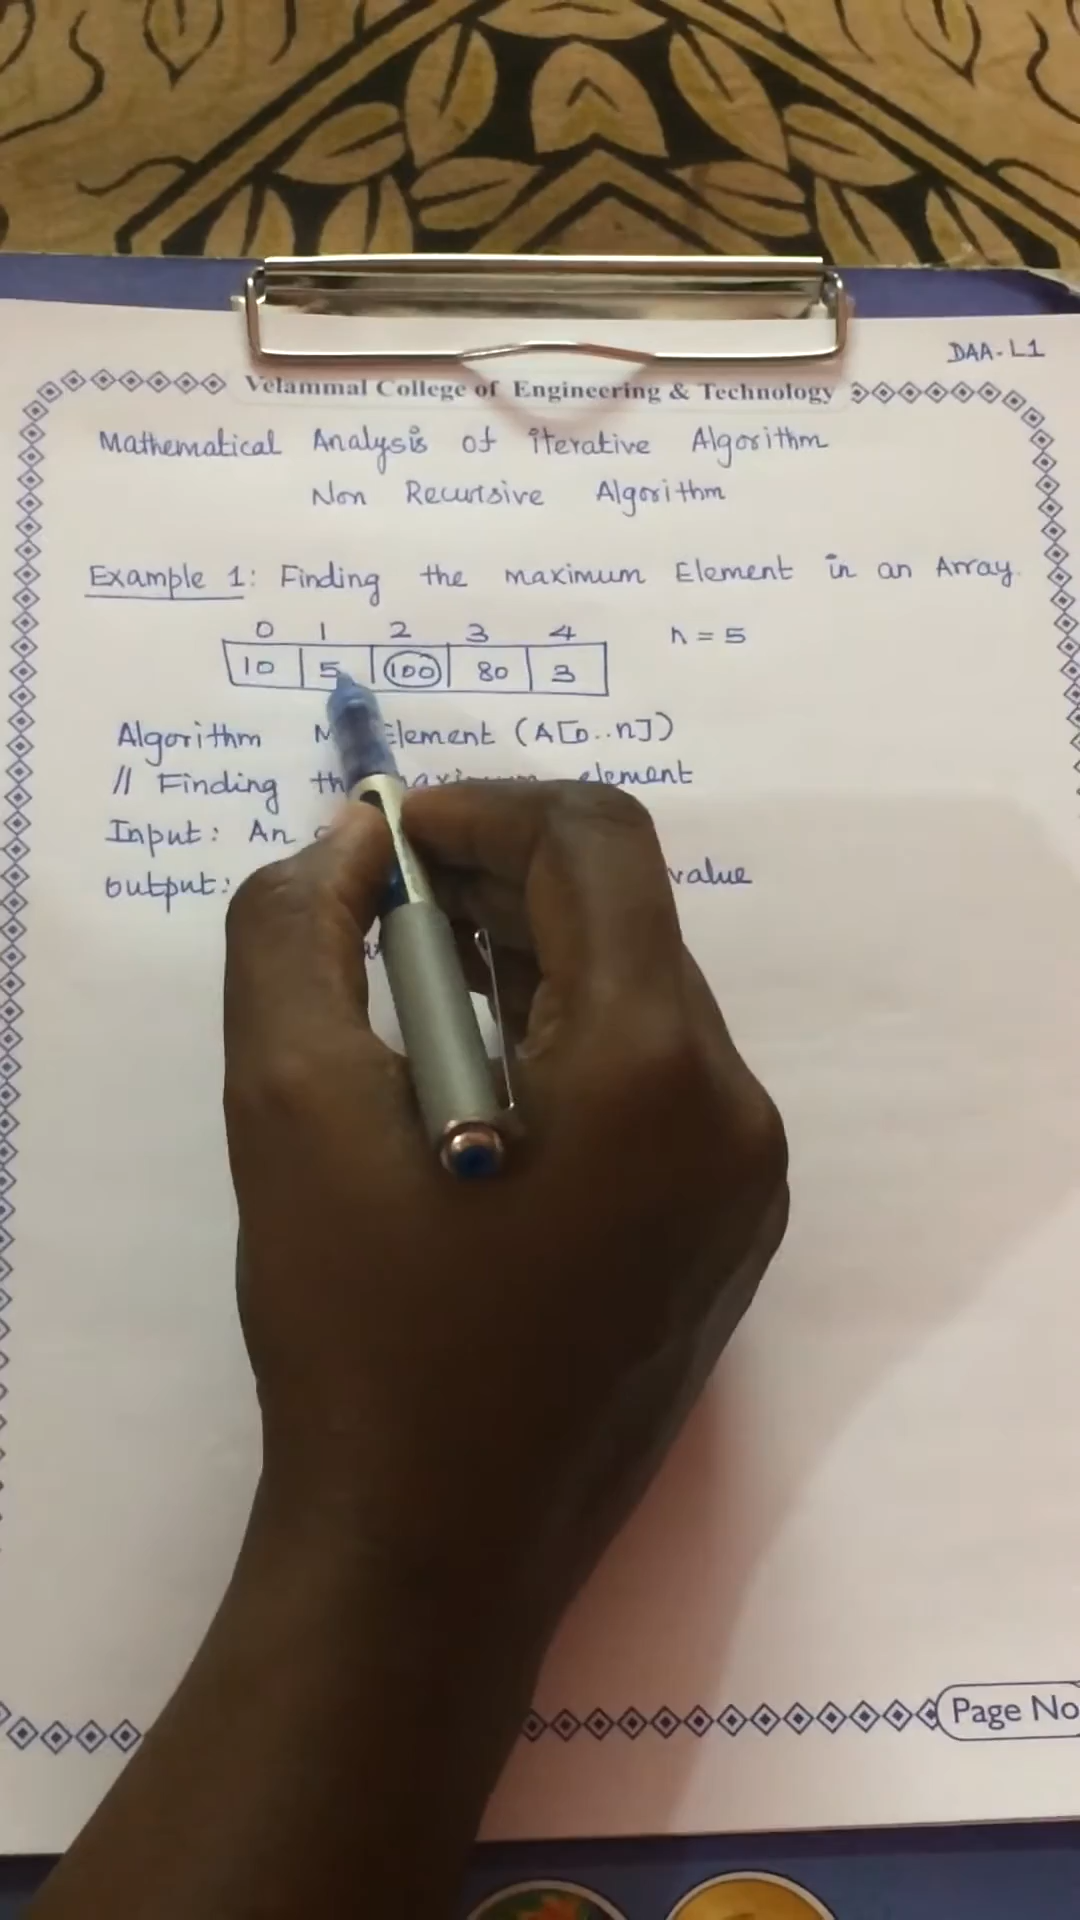 DAA-L1
Velammal College of Engineering & Technology
Mathematical Analysis of iterative Algorithm
Non Recursive Algorithm
Example 1: Finding the maximum Element in an Array.
0 1 2 3 4 n = 5
10 5 100 80 3
Algorithm Element (A[0..n])
// Finding element
Input: An
output: value
Page No